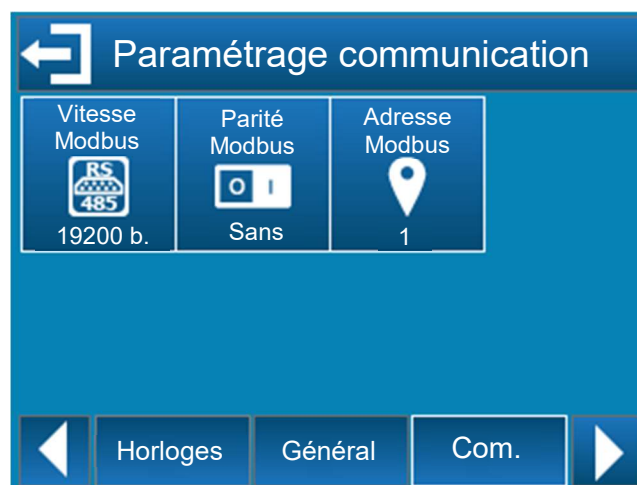 Paramétrage communication
Vitesse
Modbus
RS
485
19200 b.
Parité
Modbus
O I
Sans
Adresse
Modbus
1
Horloges
Général
Com.